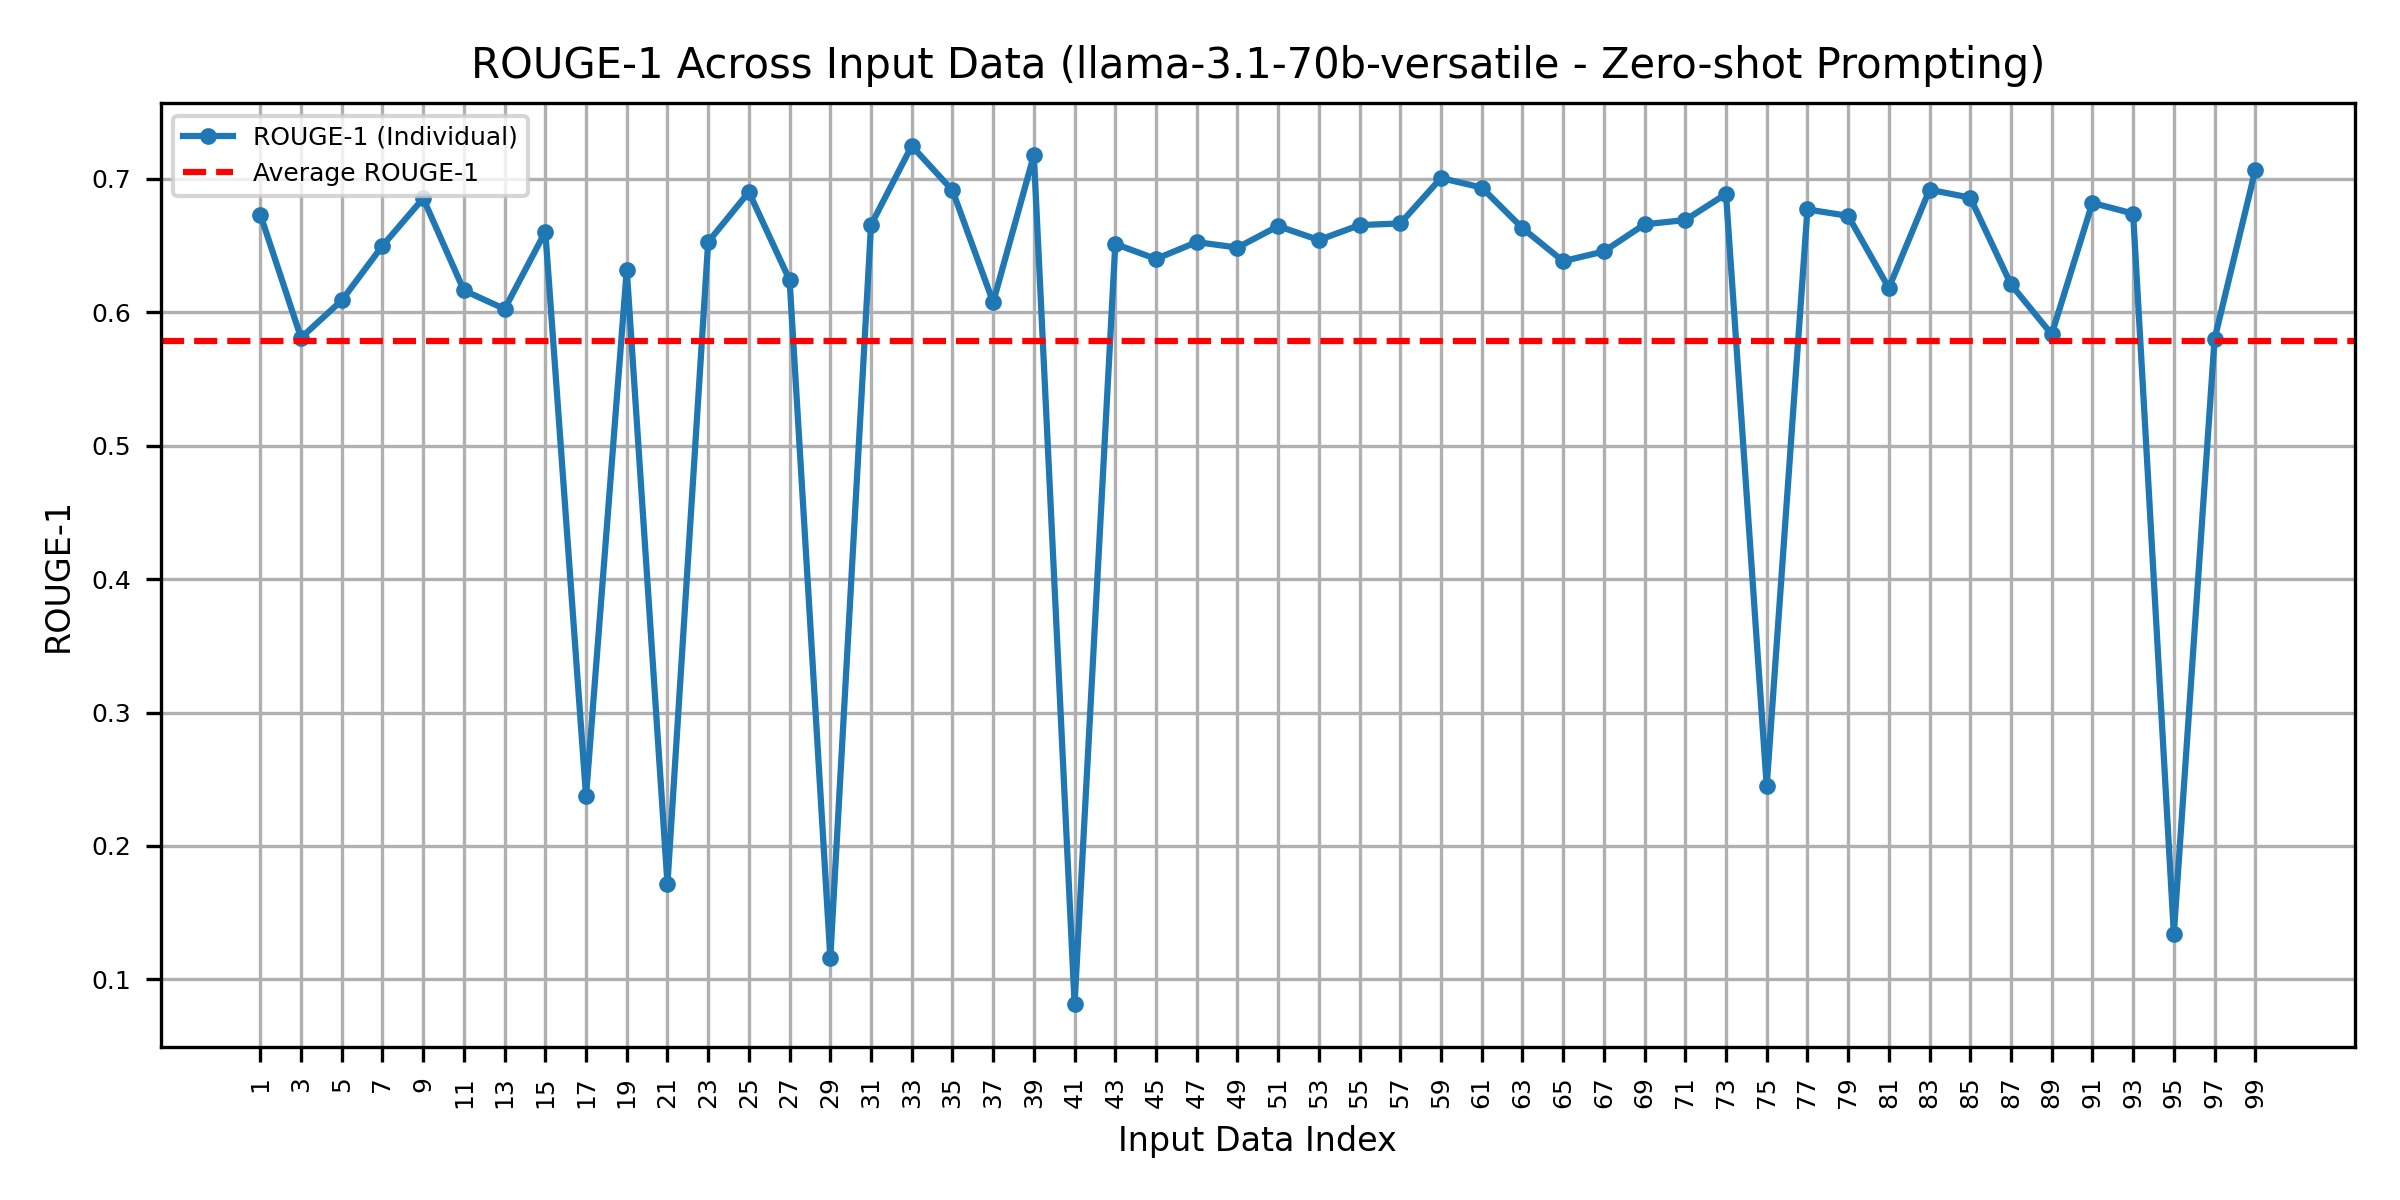 ROUGE-1 Across Input Data (llama-3.1-70b-versatile - Zero-shot Prompting)
ROUGE-1 (Individual)
Average ROUGE-1
0.7
0.6
0.5
0.4
0.3
0.2
0.1
ROUGE-1
1 3 5 7 9 11 13 15 17 19 21 23 25 27 29 31 33 35 37 39 41 43 45 47 49 51 53 55 57 59 61 63 65 67 69 71 73 75 77 79 81 83 85 87 89 91 93 95 97 99
Input Data Index